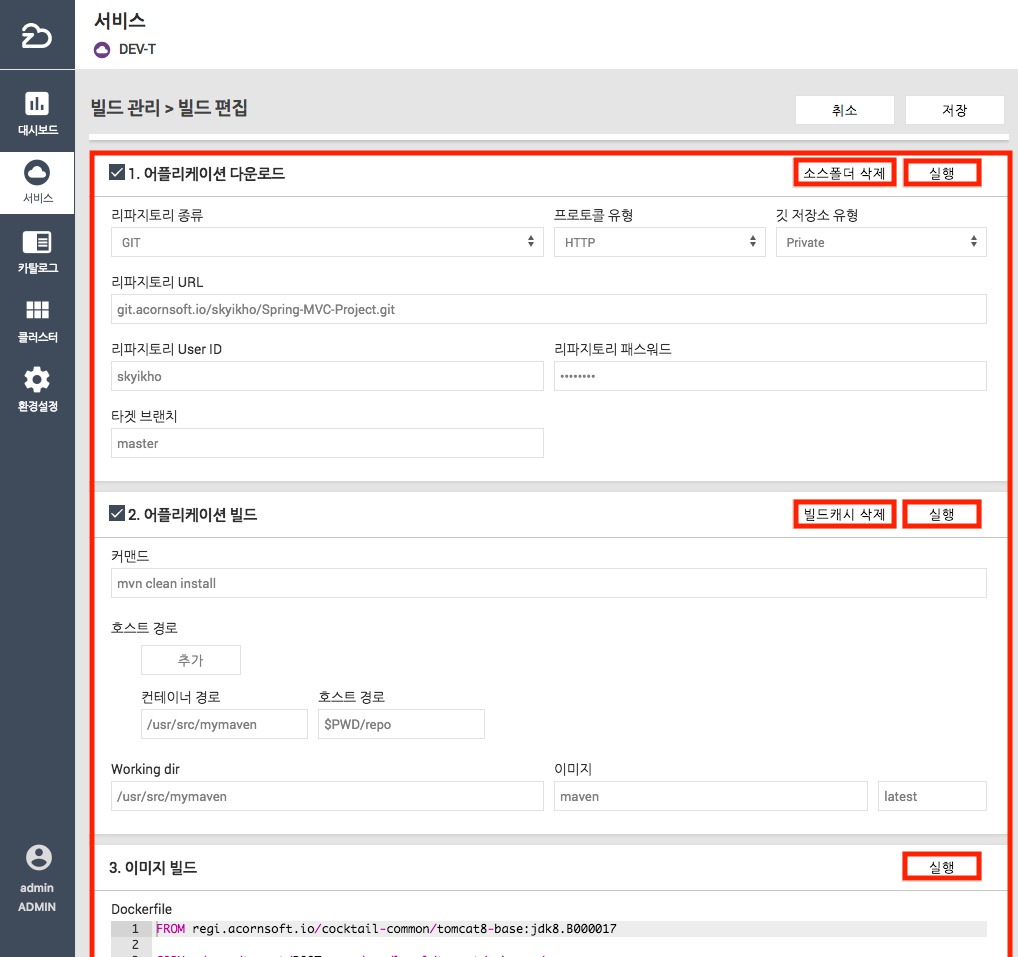 서비스
DEV-T
대시보드
서비스
카탈로그
클러스터
환경설정
admin
ADMIN
빌드 관리 > 빌드 편집
취소
저장
1. 어플리케이션 다운로드
소스폴더 삭제
실행
리파지토리 종류
프로토콜 유형
깃 저장소 유형
GIT
HTTP
Private
리파지토리 URL
git.acornsoft.io/skyikho/Spring-MVC-Project.git
리파지토리 User ID
리파지토리 패스워드
skyikho
••••••••
타겟 브랜치
master
2. 어플리케이션 빌드
빌드캐시 삭제
실행
커맨드
mvn clean install
호스트 경로
추가
컨테이너 경로
호스트 경로
/usr/src/mymaven
$PWD/repo
Working dir
이미지
/usr/src/mymaven
maven
latest
3. 이미지 빌드
실행
Dockerfile
1 FROM regi.acornsoft.io/cocktail-common/tomcat8-base:jdk8.B000017
2